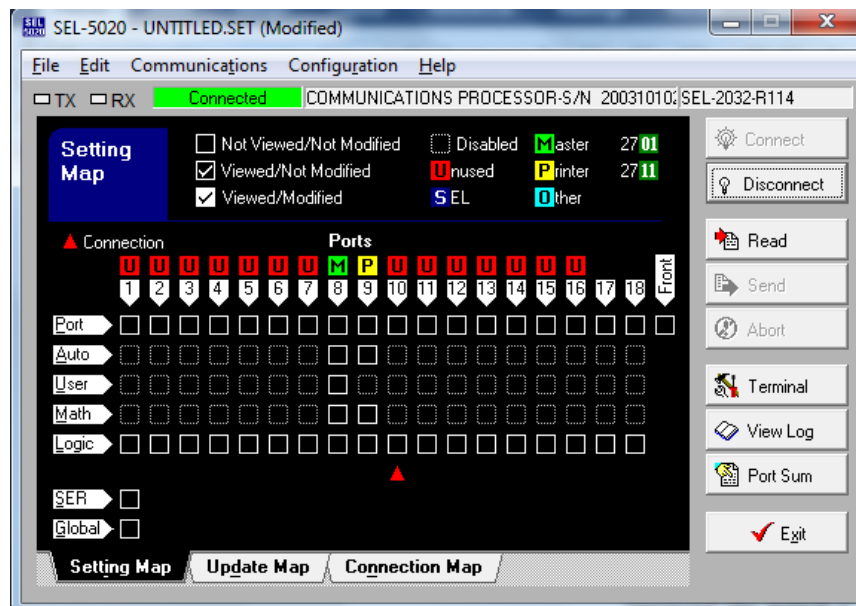 SEL 5020 SEL-5020 - UNTITLED.SET (Modified)
File Edit Communications Configuration Help
TX RX Connected COMMUNICATIONS PROCESSOR-S/N 20031010 SEL-2032-R114
Setting Map
Not Viewed/Not Modified Disabled Master 27 01
Viewed/Not Modified Unused Printer 27 11
Viewed/Modified SEL Other
Connection Ports
U U U U U U U M P U U U U U U U
1 2 3 4 5 6 7 8 9 10 11 12 13 14 15 16 17 18 Front
Port
Auto
User
Math
Logic
SER
Global
Setting Map Update Map Connection Map
Connect
Disconnect
Read
Send
Abort
Terminal
View Log
Port Sum
Exit